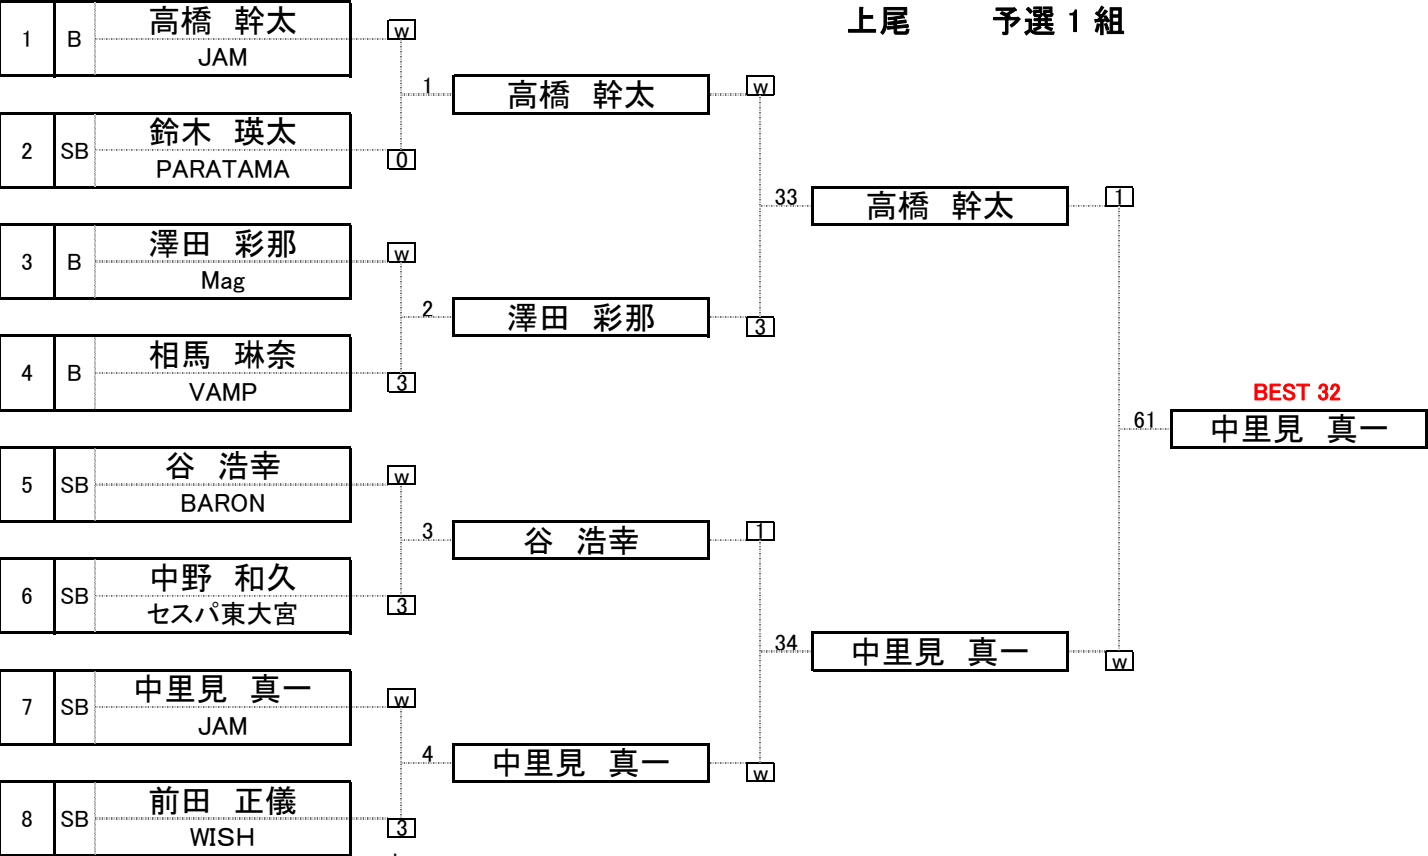 上尾 予選 1 組
1 B 高橋 幹太 w
JAM
1 高橋 幹太 w
2 SB 鈴木 瑛太 0
PARATAMA
33 高橋 幹太 1
3 B 澤田 彩那 w
Mag
2 澤田 彩那 3
4 B 相馬 琳奈 3
VAMP
BEST 32
61 中里見 真一
5 SB 谷 浩幸 w
BARON
3 谷 浩幸 1
6 SB 中野 和久 3
セスパ東大宮
34 中里見 真一 w
7 SB 中里見 真一 w
JAM
4 中里見 真一 w
8 SB 前田 正儀 3
WISH